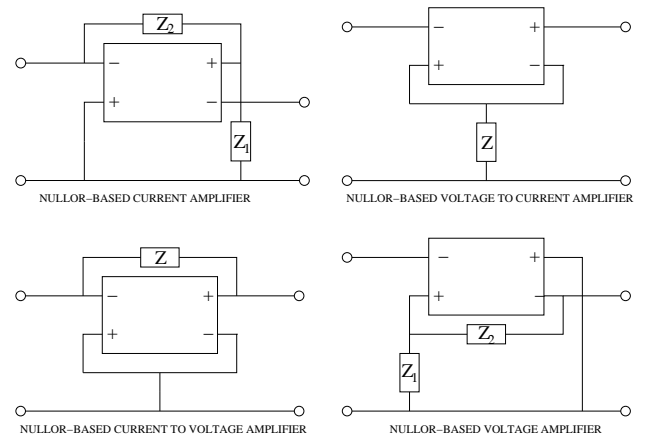 Z2
− +
+ −
Z1
NULLOR−BASED CURRENT AMPLIFIER
− +
+ −
Z
NULLOR−BASED VOLTAGE TO CURRENT AMPLIFIER
Z
− +
+ −
NULLOR−BASED CURRENT TO VOLTAGE AMPLIFIER
− +
+ −
Z2
Z1
NULLOR−BASED VOLTAGE AMPLIFIER